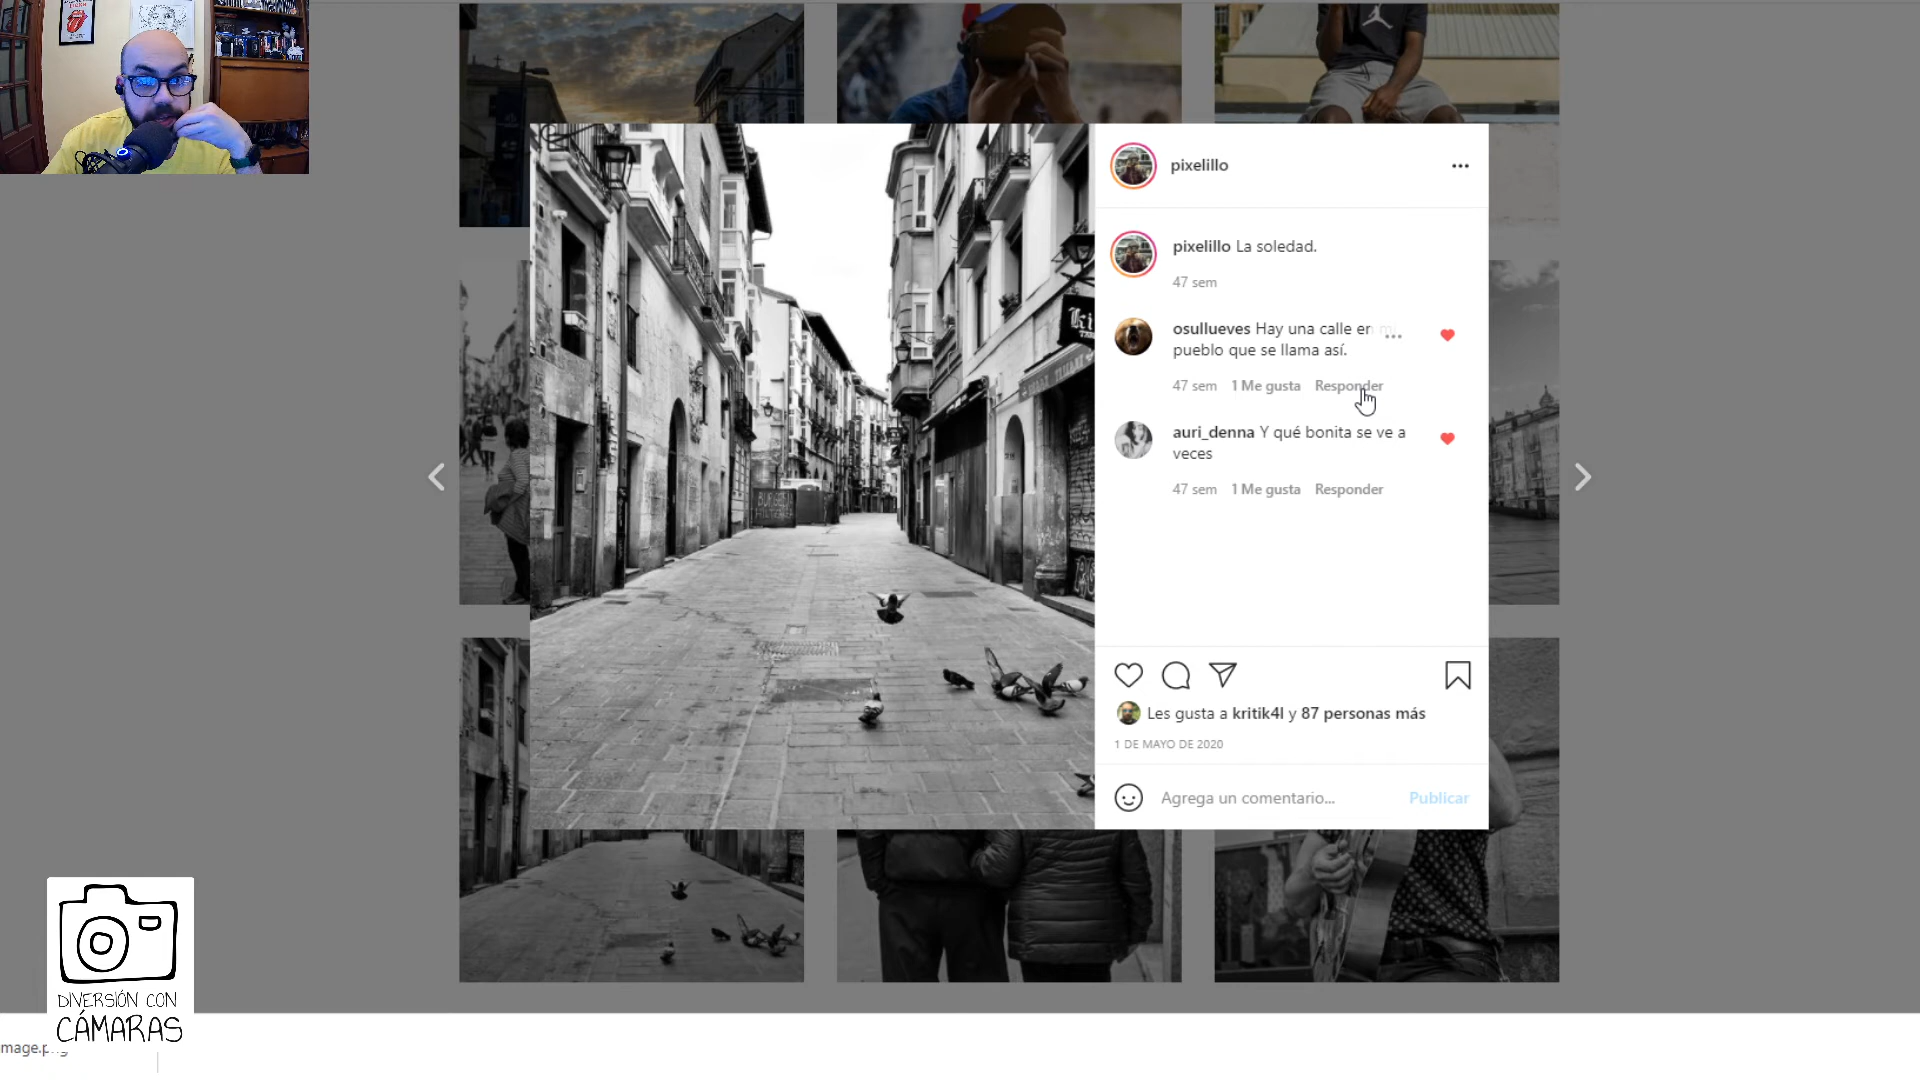 pixelillo
pixelillo La soledad.
47 sem
osullueves Hay una calle en mi
pueblo que se llama así.
47 sem 1 Me gusta Responder
auri_denna Y qué bonita se ve a
veces
47 sem 1 Me gusta Responder
Les gusta a kritik4l y 87 personas más
1 DE MAYO DE 2020
Agrega un comentario... Publicar
BURGER
DIVERSIÓN CON
CÁMARAS